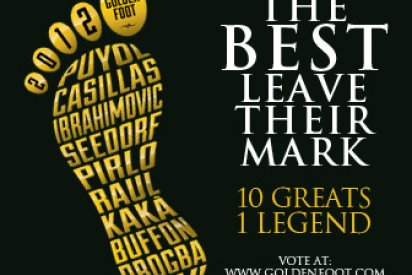 2012
GOLDEN
FOOT
PUYOL
CASILLAS
IBRAHIMOVIC
SEEDORF
PIRLO
RAUL
KAKÁ
BUFFON
DROGBA
THE
BEST
LEAVE
THEIR
MARK
10 GREATS
1 LEGEND
VOTE AT:
WWW.GOLDENFOOT.COM